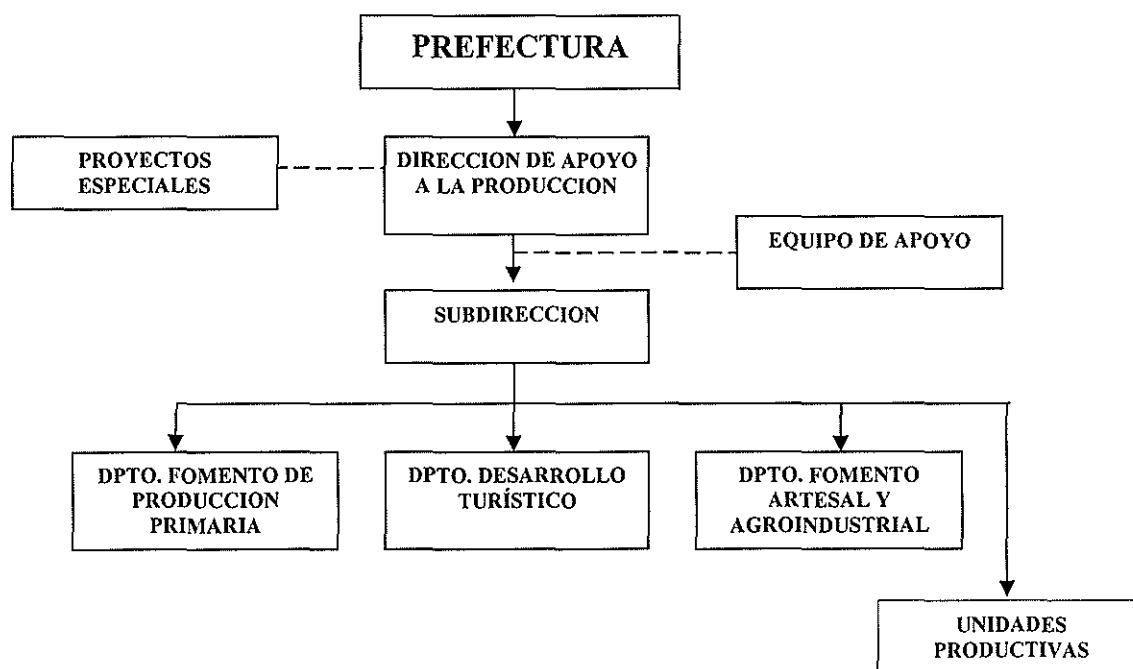 PREFECTURA
PROYECTOS
ESPECIALES
DIRECCION DE APOYO
A LA PRODUCCION
EQUIPO DE APOYO
SUBDIRECCION
DPTO. FOMENTO DE
PRODUCCION
PRIMARIA
DPTO. DESARROLLO
TURÍSTICO
DPTO. FOMENTO
ARTESAL Y
AGROINDUSTRIAL
UNIDADES
PRODUCTIVAS